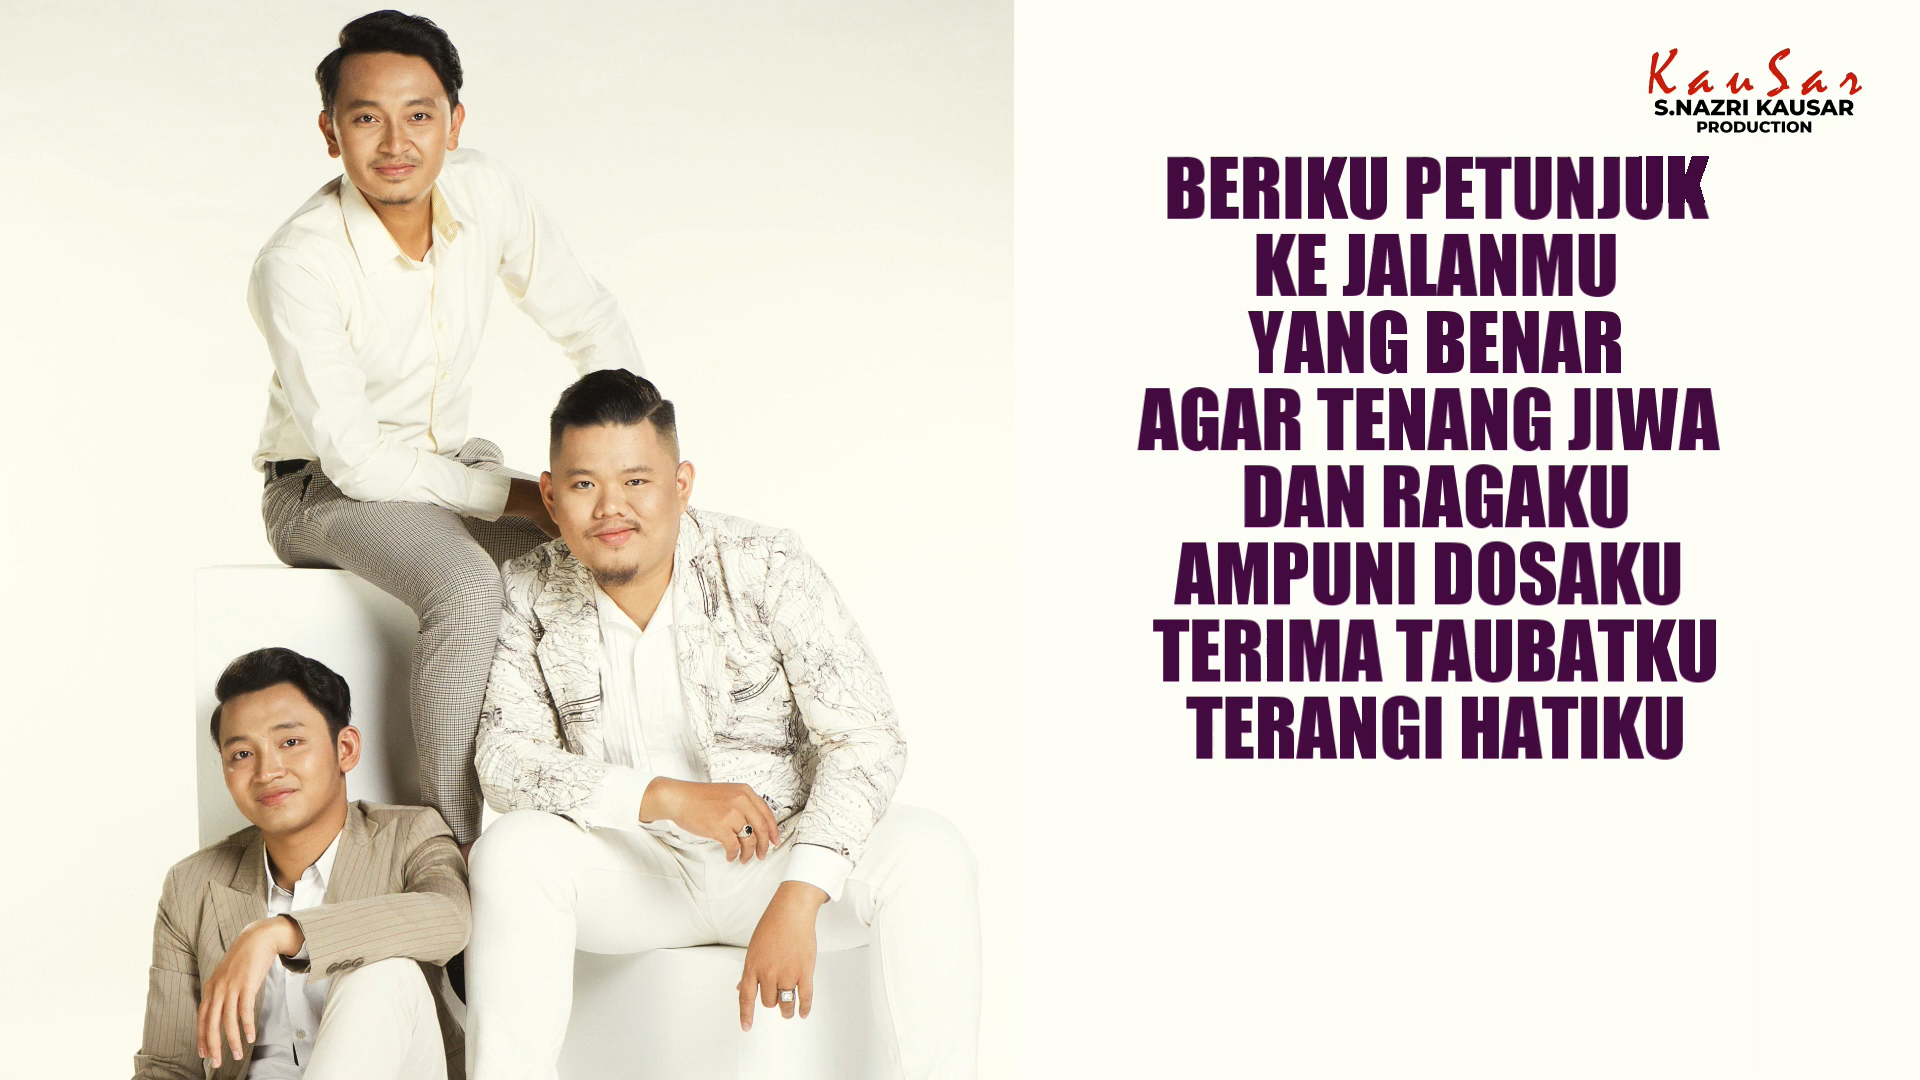 KauSar
S.NAZRI KAUSAR
PRODUCTION
BERIKU PETUNJUK
KE JALANMU
YANG BENAR
AGAR TENANG JIWA
DAN RAGAKU
AMPUNI DOSAKU
TERIMA TAUBATKU
TERANGI HATIKU